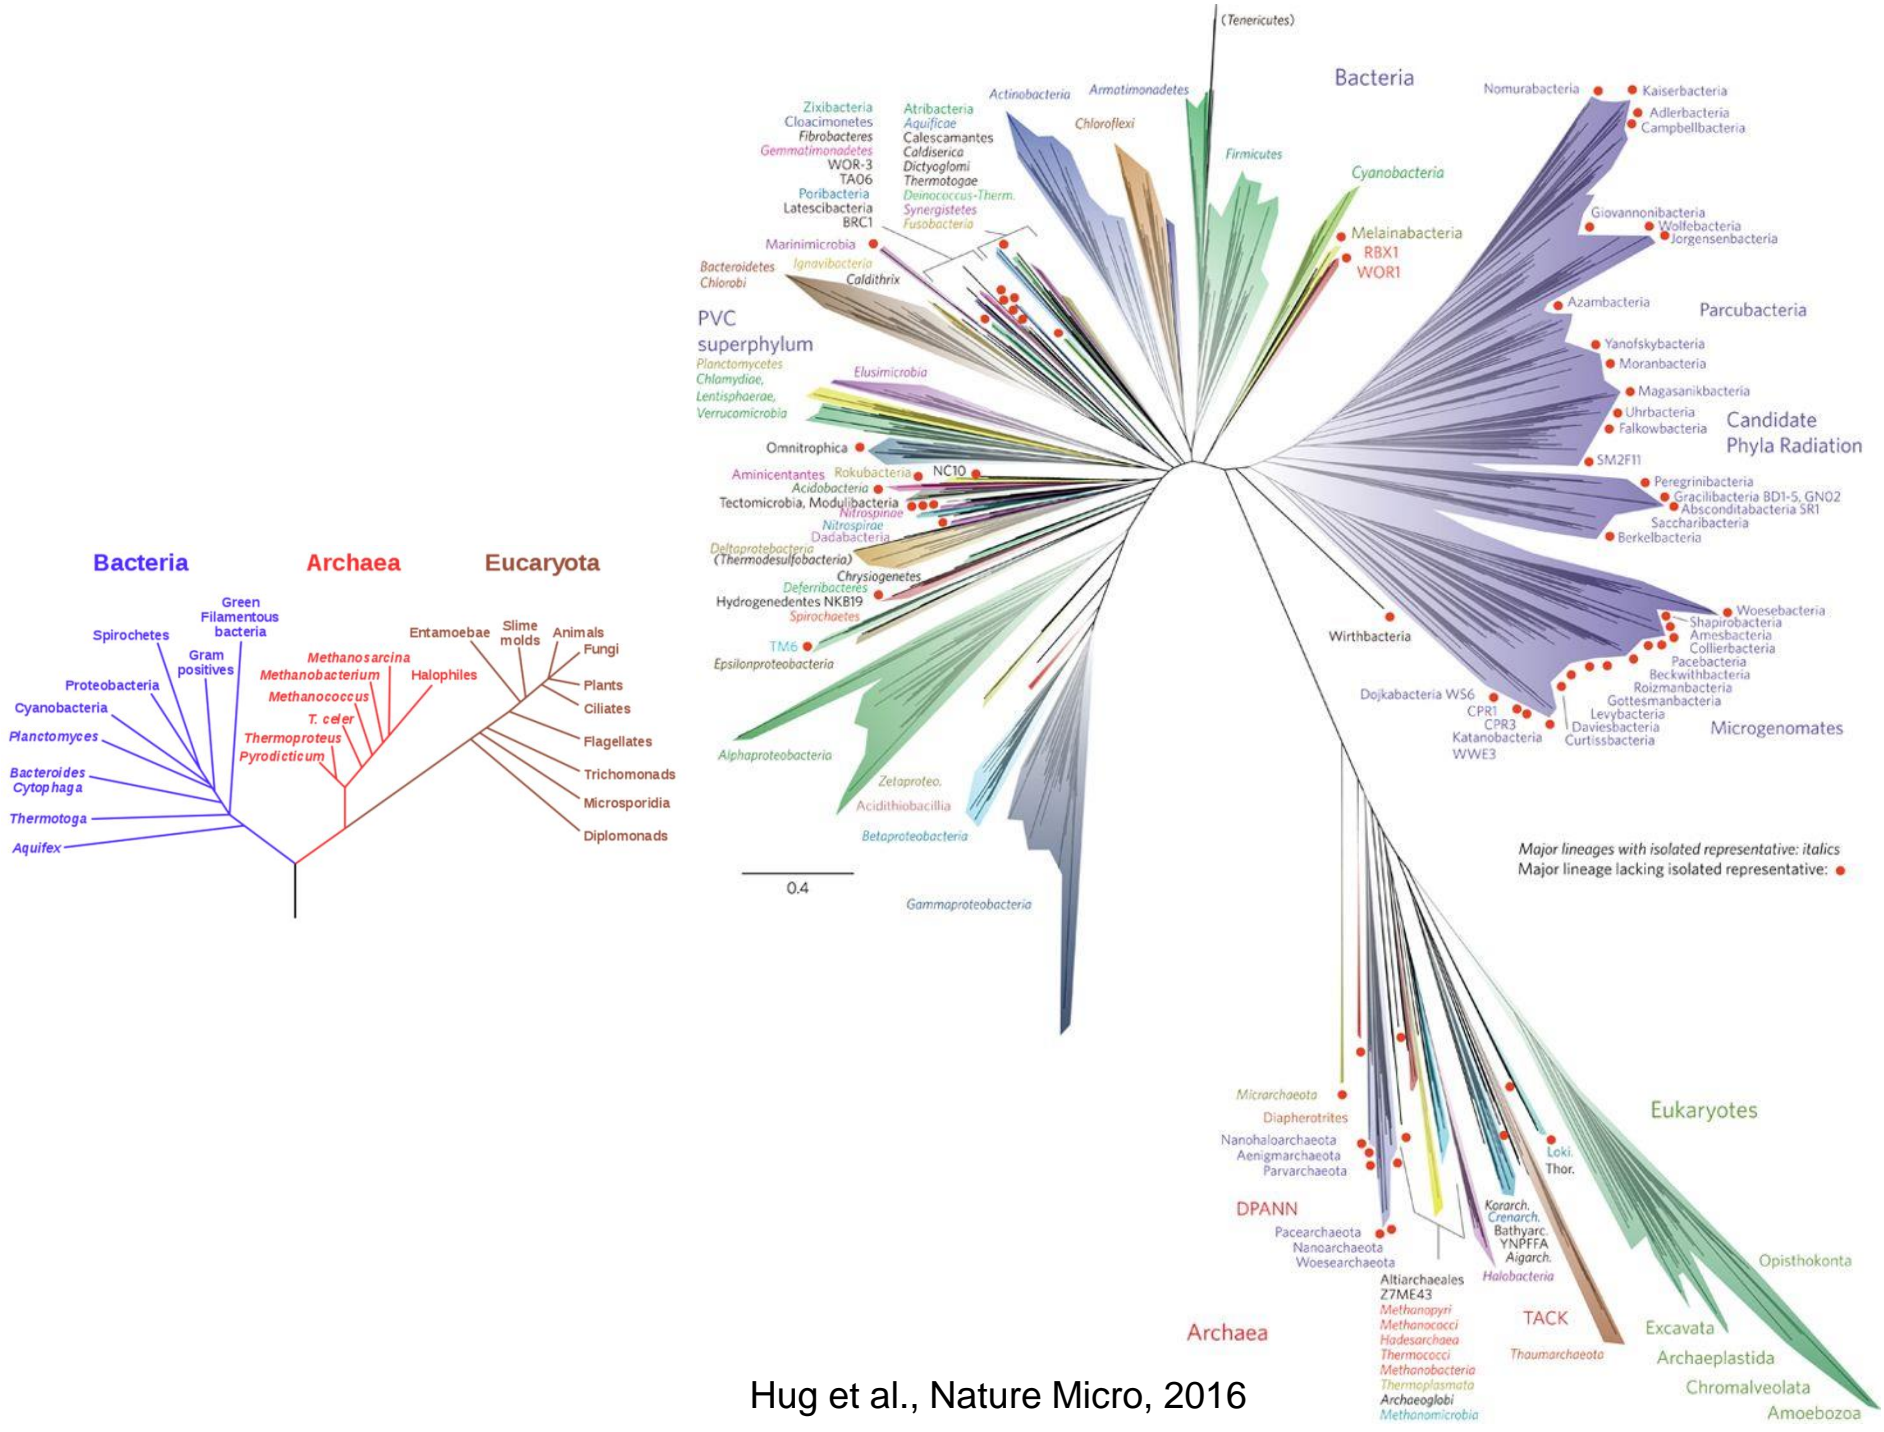 Bacteria
Archaea
Eucaryota
Green
Filamentous
bacteria
Spirochetes
Gram
positives
Proteobacteria
Cyanobacteria
Planctomyces
Bacteroides
Cytophaga
Thermotoga
Aquifex
Methanosarcina
Methanobacterium
Halophiles
Methanococcus
T. celer
Thermoproteus
Pyrodicticum
Entamoebae
Slime
molds
Animals
Fungi
Plants
Ciliates
Flagellates
Trichomonads
Microsporidia
Diplomonads
(Tenericutes)
Bacteria
Zixibacteria
Cloacimonetes
Fibrobacteres
Gemmatimonadetes
WOR-3
TA06
Poribacteria
Latescibacteria
BRC1
Atribacteria
Aquificae
Calescamantes
Caldiserica
Dictyoglomi
Thermotogae
Deinococcus-Therm.
Synergistetes
Fusobacteria
Actinobacteria
Armatimonadetes
Chloroflexi
Firmicutes
Cyanobacteria
Melainabacteria
RBX1
WOR1
Marinimicrobia
Bacteroidetes
Chlorobi
Ignavibacteria
Caldithrix
PVC
superphylum
Planctomycetes
Chlamydiae,
Lentisphaerae,
Verrucomicrobia
Elusimicrobia
Omnitrophica
Aminicentantes
Rokubacteria
NC10
Acidobacteria
Tectomicrobia, Modulibacteria
Nitrospinae
Nitrospirae
Dadabacteria
Deltaprotebacteria
(Thermodesulfobacteria)
Chrysiogenetes
Deferribacteres
Hydrogenedentes NKB19
Spirochaetes
TM6
Epsilonproteobacteria
Alphaproteobacteria
Zetaproteo.
Acidithiobacillia
Betaproteobacteria
0.4
Gammaproteobacteria
Nomurabacteria
Kaiserbacteria
Adlerbacteria
Campbellbacteria
Giovannonibacteria
Wolfebacteria
Jorgensenbacteria
Azambacteria
Parcubacteria
Yanofskybacteria
Moranbacteria
Magasanikbacteria
Uhrbacteria
Falkowbacteria
Candidate
Phyla Radiation
SM2F11
Peregrinibacteria
Gracilibacteria BD1-5, GN02
Absconditabacteria SR1
Saccharibacteria
Berkelbacteria
Wirthbacteria
Woesebacteria
Shapirobacteria
Amesbacteria
Collierbacteria
Pacebacteria
Beckwithbacteria
Roizmanbacteria
Gottesmanbacteria
Levybacteria
Daviesbacteria
Curtissbacteria
Microgenomates
Dojkabacteria WS6
CPR1
CPR3
Katanobacteria
WWE3
Major lineages with isolated representative: italics
Major lineage lacking isolated representative:
Micrarchaeota
Diapherotrites
Nanohaloarchaeota
Aenigmarchaeota
Parvarchaeota
DPANN
Pacearchaeota
Nanoarchaeota
Woesearchaeota
Altiarchaeales
Z7ME43
Methanopyri
Methanococci
Hadesarchaea
Thermococci
Methanobacteria
Thermoplasmata
Archaeoglobi
Methanomicrobia
Halobacteria
Archaea
Korarch.
Crenarch.
Bathyarc.
YNPFFA
Aigarch.
TACK
Thaumarchaeota
Loki.
Thor.
Eukaryotes
Opisthokonta
Excavata
Archaeplastida
Chromalveolata
Amoebozoa
Hug et al., Nature Micro, 2016